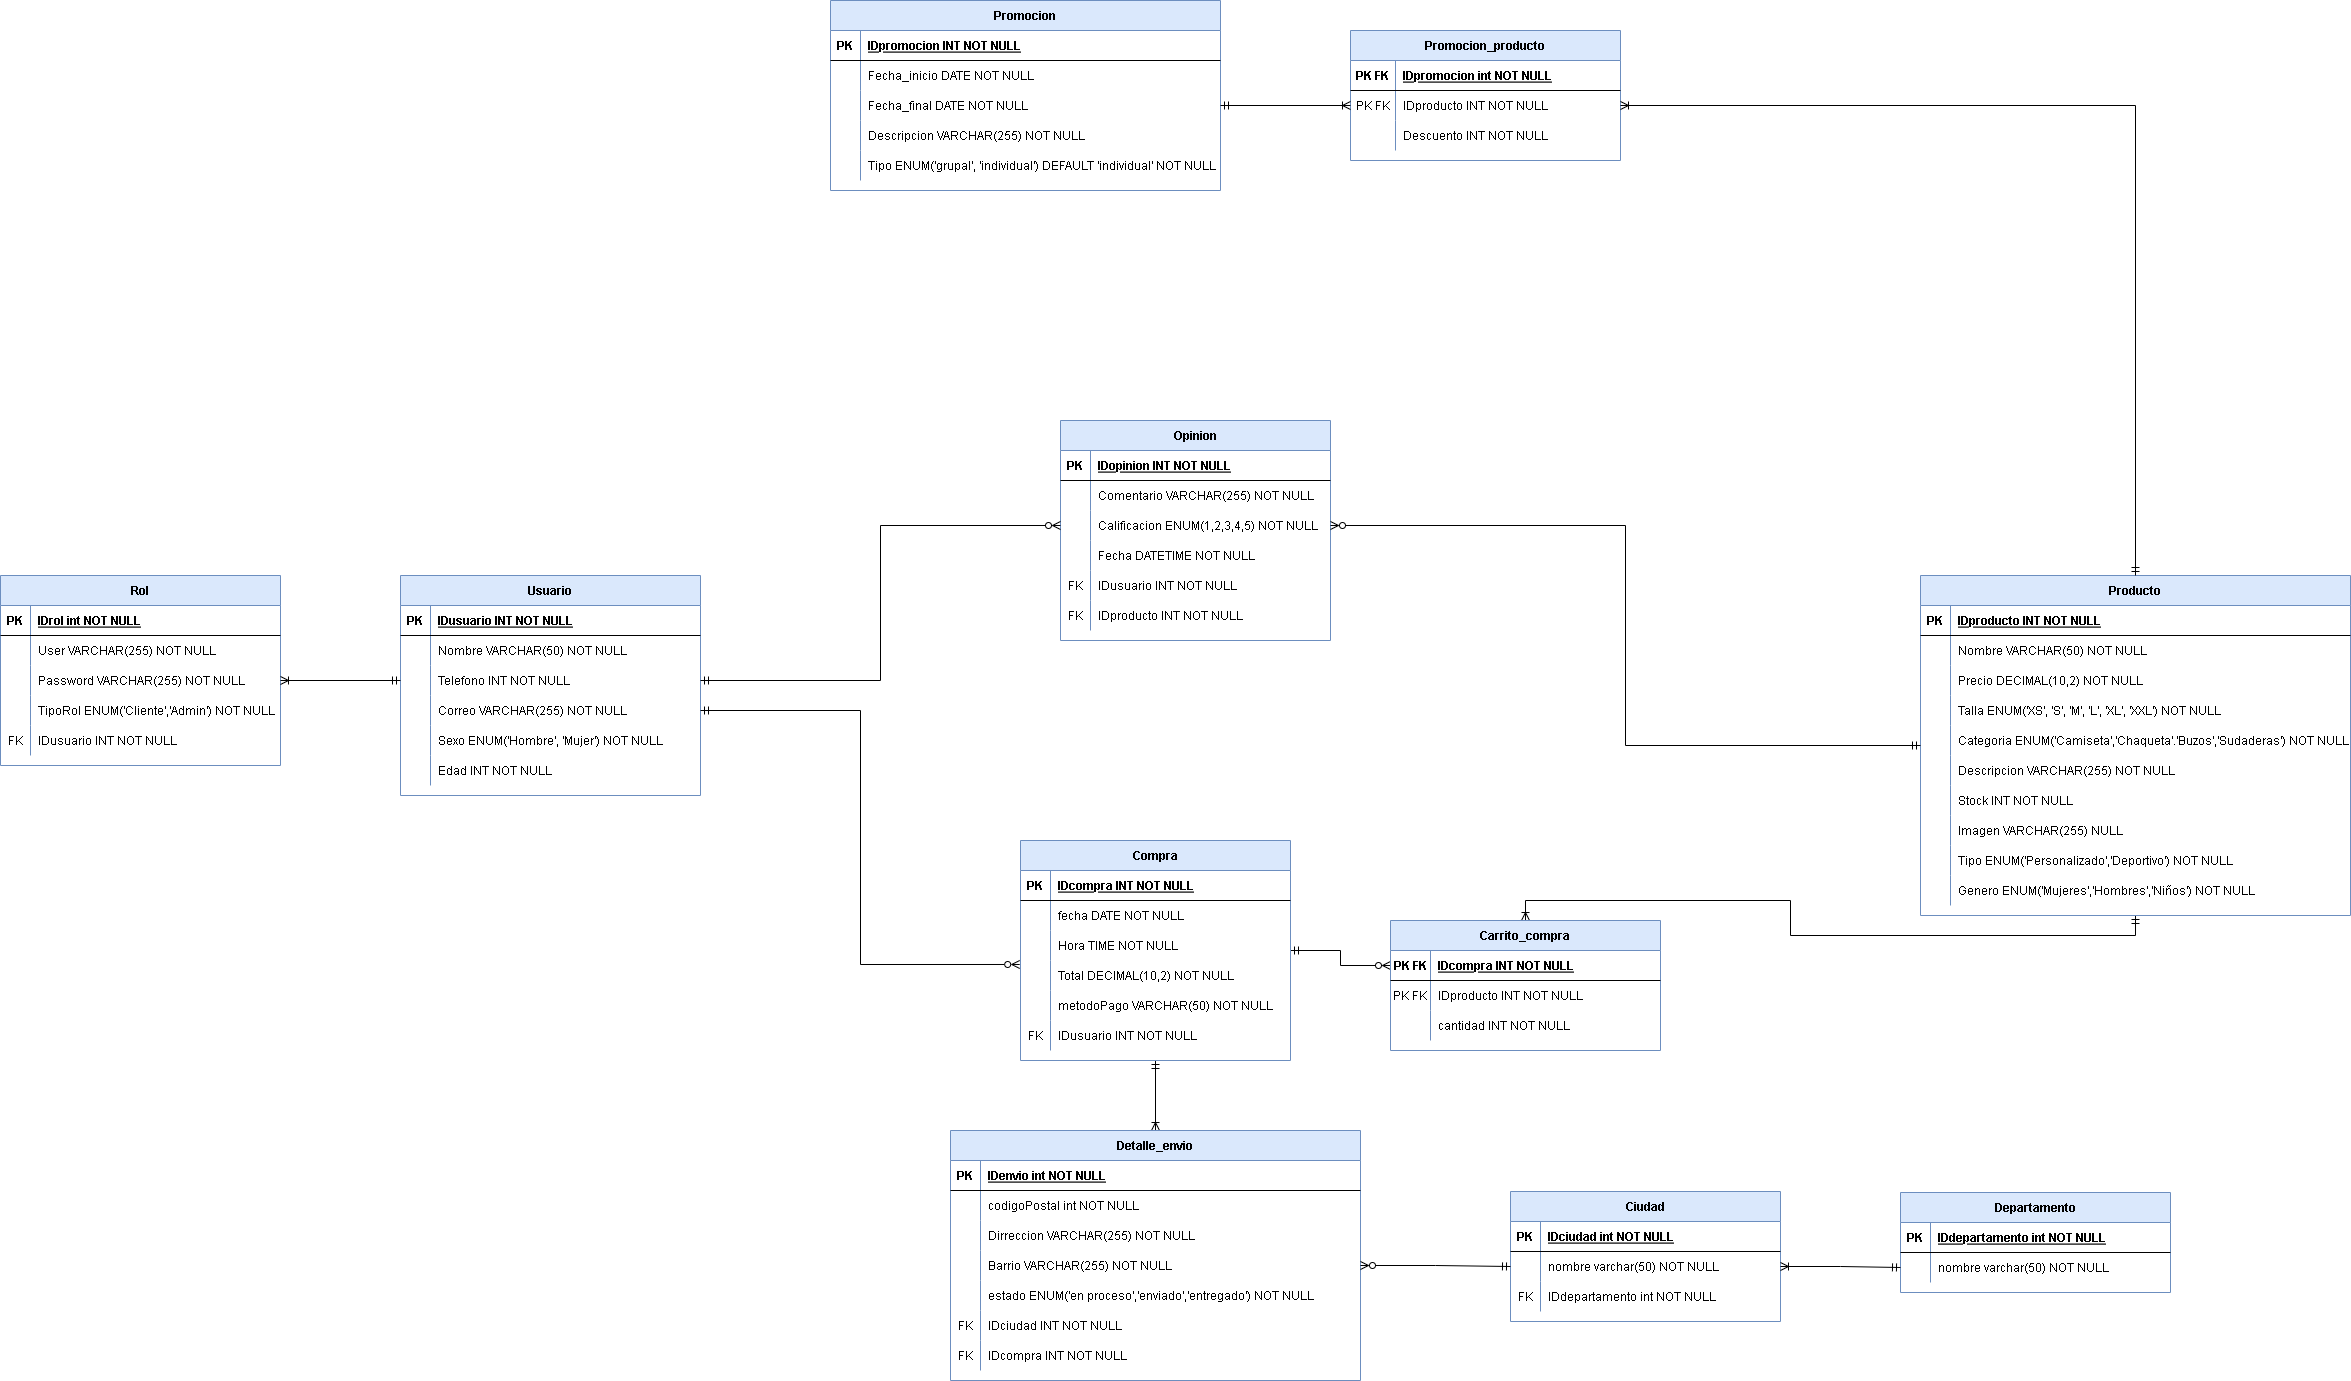 Promocion
PK IDpromocion INT NOT NULL
Fecha_inicio DATE NOT NULL
Fecha_final DATE NOT NULL
Descripcion VARCHAR(255) NOT NULL
Tipo ENUM('grupal', 'individual') DEFAULT 'individual' NOT NULL
Promocion_producto
PK FK IDpromocion int NOT NULL
PK FK IDproducto INT NOT NULL
Descuento INT NOT NULL
Opinion
PK IDopinion INT NOT NULL
Comentario VARCHAR(255) NOT NULL
Calificacion ENUM(1,2,3,4,5) NOT NULL
Fecha DATETIME NOT NULL
FK IDusuario INT NOT NULL
FK IDproducto INT NOT NULL
Rol
PK IDrol int NOT NULL
User VARCHAR(255) NOT NULL
Password VARCHAR(255) NOT NULL
TipoRol ENUM('Cliente','Admin') NOT NULL
FK IDusuario INT NOT NULL
Usuario
PK IDusuario INT NOT NULL
Nombre VARCHAR(50) NOT NULL
Telefono INT NOT NULL
Correo VARCHAR(255) NOT NULL
Sexo ENUM('Hombre', 'Mujer') NOT NULL
Edad INT NOT NULL
Producto
PK IDproducto INT NOT NULL
Nombre VARCHAR(50) NOT NULL
Precio DECIMAL(10,2) NOT NULL
Talla ENUM('XS', 'S', 'M', 'L', 'XL', 'XXL') NOT NULL
Categoria ENUM('Camiseta','Chaqueta'.'Buzos','Sudaderas') NOT NULL
Descripcion VARCHAR(255) NOT NULL
Stock INT NOT NULL
Imagen VARCHAR(255) NULL
Tipo ENUM('Personalizado','Deportivo') NOT NULL
Genero ENUM('Mujeres','Hombres','Niños') NOT NULL
Compra
PK IDcompra INT NOT NULL
fecha DATE NOT NULL
Hora TIME NOT NULL
Total DECIMAL(10,2) NOT NULL
metodoPago VARCHAR(50) NOT NULL
FK IDusuario INT NOT NULL
Carrito_compra
PK FK IDcompra INT NOT NULL
PK FK IDproducto INT NOT NULL
cantidad INT NOT NULL
Detalle_envio
PK IDenvio int NOT NULL
codigoPostal int NOT NULL
Dirreccion VARCHAR(255) NOT NULL
Barrio VARCHAR(255) NOT NULL
estado ENUM('en proceso','enviado','entregado') NOT NULL
FK IDciudad INT NOT NULL
FK IDcompra INT NOT NULL
Ciudad
PK IDciudad int NOT NULL
nombre varchar(50) NOT NULL
FK IDdepartamento int NOT NULL
Departamento
PK IDdepartamento int NOT NULL
nombre varchar(50) NOT NULL